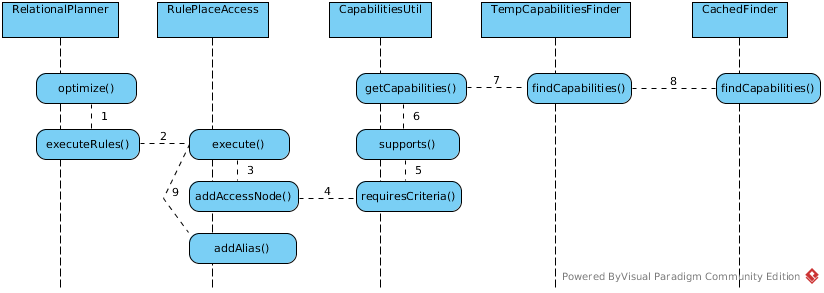 RelationalPlanner RulePlaceAccess CapabilitiesUtil TempCapabilitiesFinder CachedFinder
optimize() getCapabilities() 7 findCapabilities() 8 findCapabilities()
1 6
executeRules() 2 execute() supports()
3 5
9 addAccessNode() 4 requiresCriteria()
addAlias()
Powered ByVisual Paradigm Community Edition